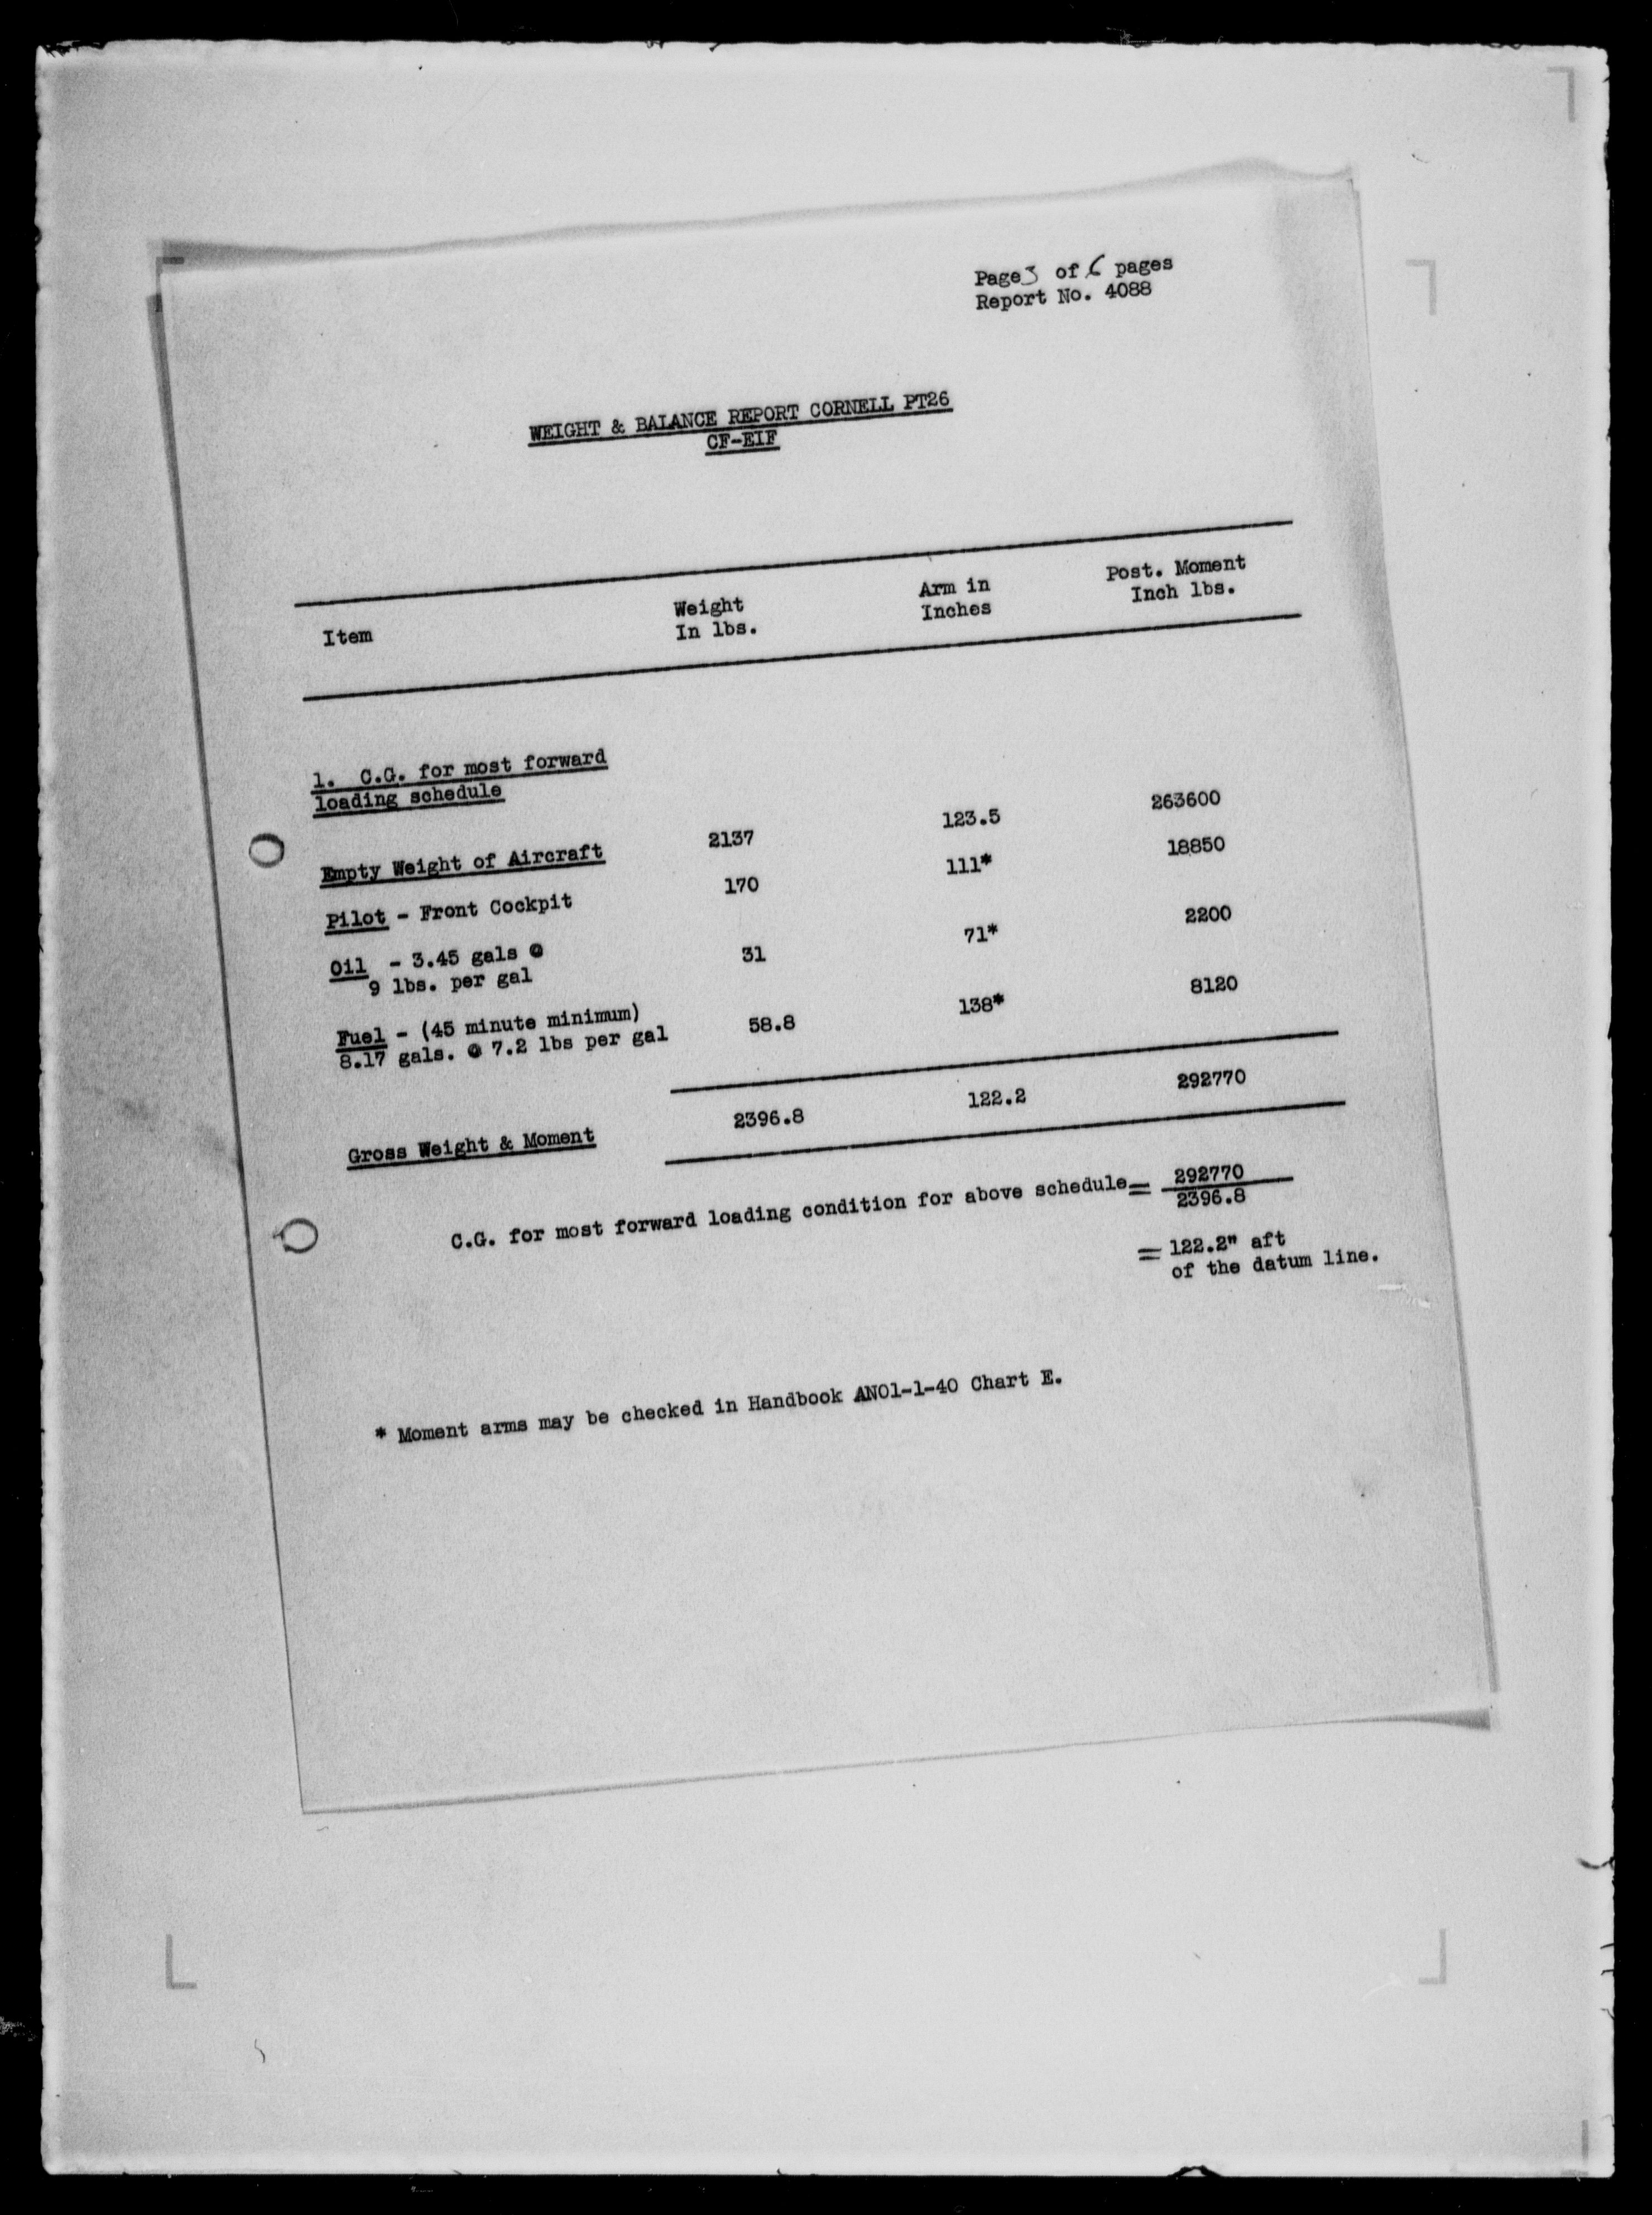 Page 3 of 6 pages
Report No. 4088
WEIGHT & BALANCE REPORT CORNELL PT26
CF-EIF
Item Weight In lbs. Arm in Inches Post. Moment Inch lbs.
1. C.G. for most forward
loading schedule
Empty Weight of Aircraft 2137 123.5 263600
Pilot - Front Cockpit 170 111* 18850
Oil - 3.45 gals @ 31 71* 2200
9 lbs. per gal
Fuel - (45 minute minimum) 58.8 138* 8120
8.17 gals. @ 7.2 lbs per gal
Gross Weight & Moment 2396.8 122.2 292770
C.G. for most forward loading condition for above schedule = 292770
2396.8
= 122.2" aft
of the datum line.
* Moment arms may be checked in Handbook AN01-1-40 Chart E.